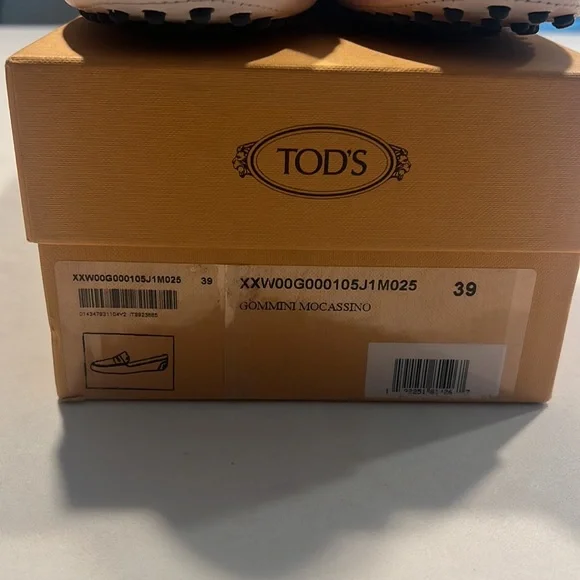 TOD'S
XXW00G000105J1M025 39
XXW00G000105J1M025 39
GOMMINI MOCASSINO